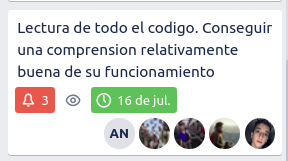 Lectura de todo el codigo. Conseguir
una comprension relativamente
buena de su funcionamiento
3 16 de jul.
AN